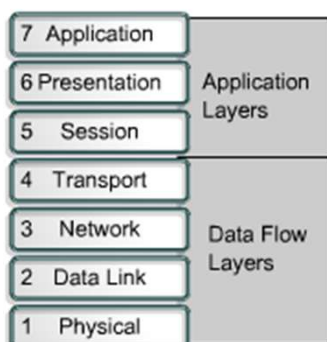 7 Application
6 Presentation
5 Session
Application
Layers
4 Transport
3 Network
2 Data Link
1 Physical
Data Flow
Layers